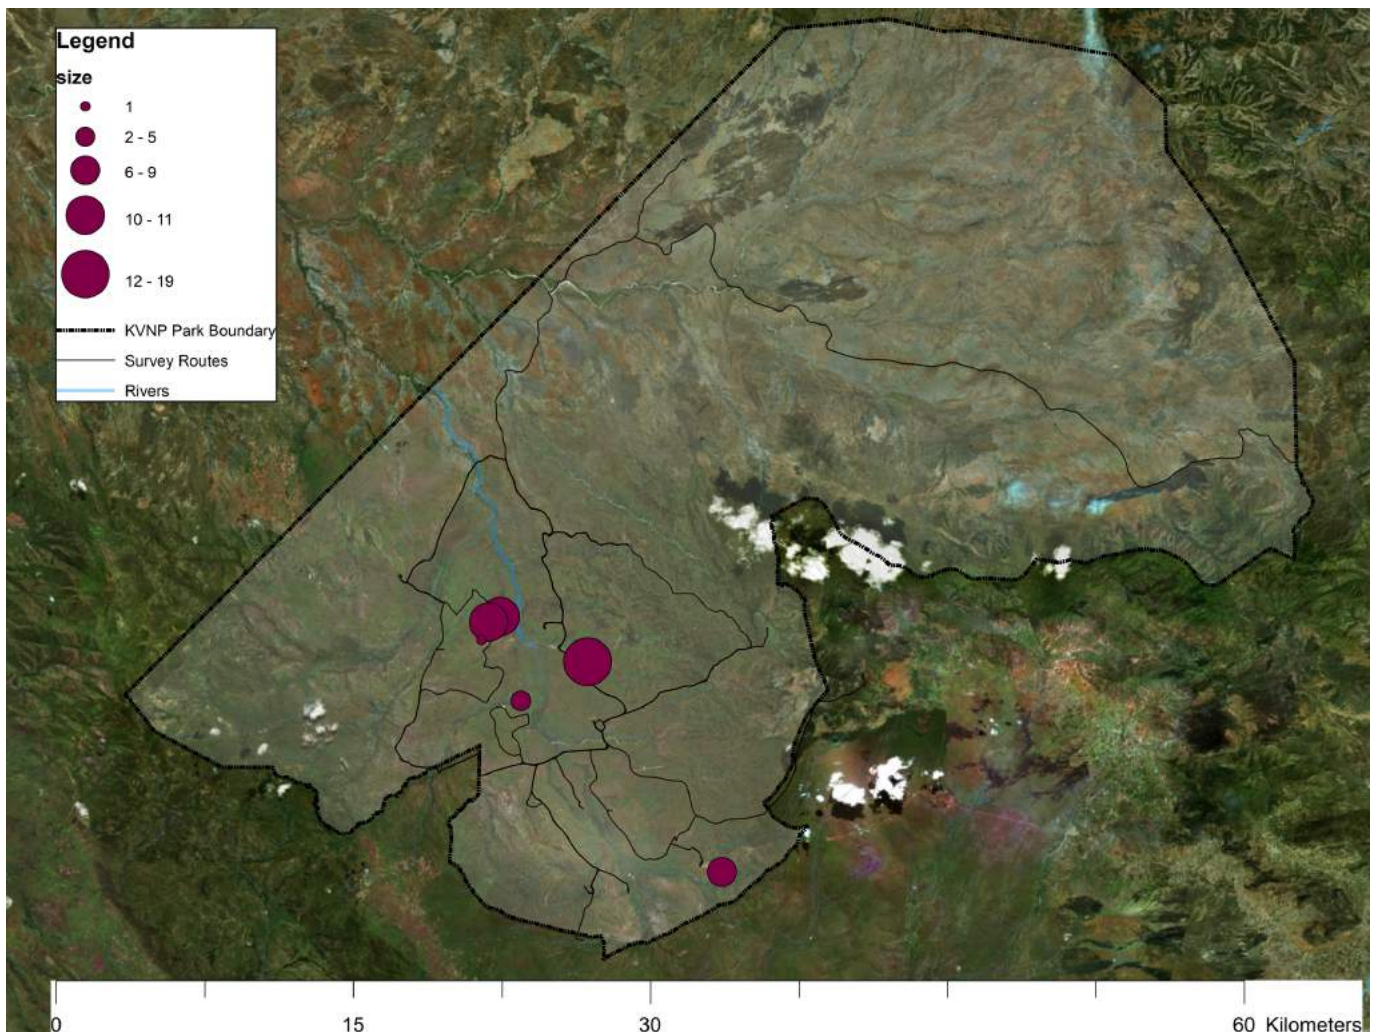 Legend
size
1
2 - 5
6 - 9
10 - 11
12 - 19
KVNP Park Boundary
Survey Routes
Rivers
0 15 30 60 Kilometers